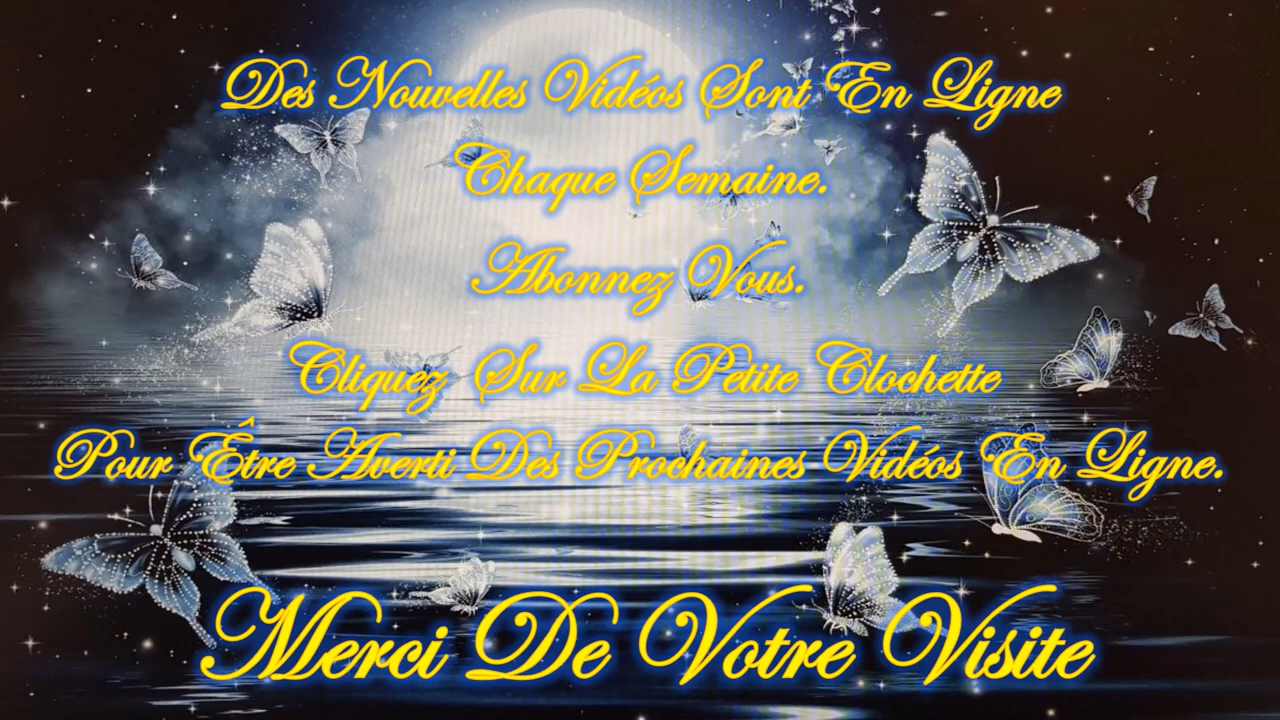 Des Nouvelles Vidéos Sont En Ligne
Chaque Semaine.
Abonnez Vous.
Cliquez Sur La Petite Clochette
Pour Être Averti Des Prochaines Vidéos En Ligne.
Merci De Votre Visite